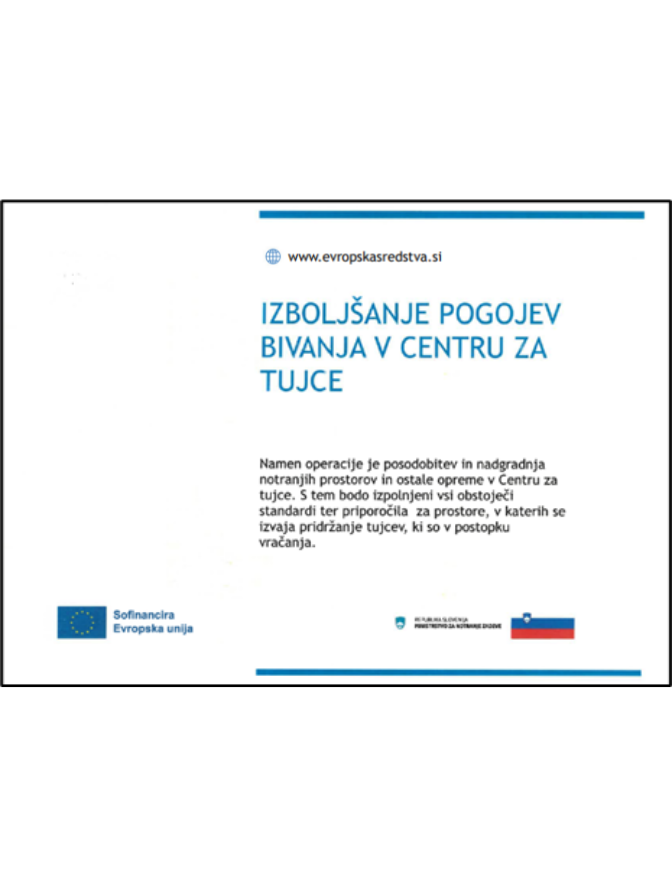 www.evropskasredstva.si
IZBOLJŠANJE POGOJEV
BIVANJA V CENTRU ZA
TUJCE
Namen operacije je posodobitev in nadgradnja
notranjih prostorov in ostale opreme v Centru za
tujce. S tem bodo izpolnjeni vsi obstoječi
standardi ter priporočila za prostore, v katerih se
izvaja pridržanje tujcev, ki so v postopku
vračanja.
Sofinancira
Evropska unija
REPUBLIKA SLOVENIJA
MINISTRSTVO ZA NOTRANJE ZADEVE